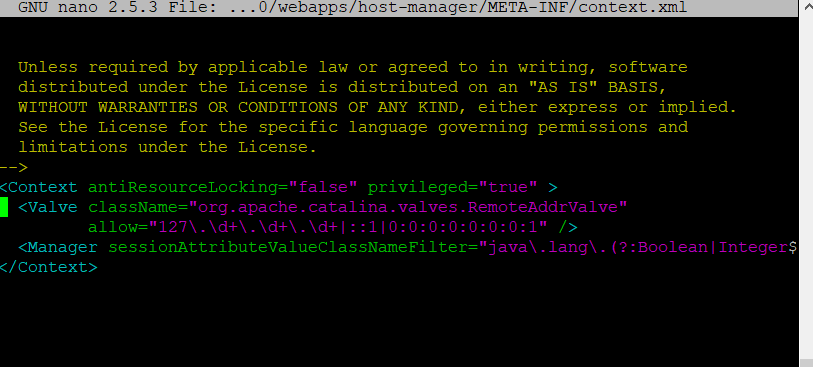 GNU nano 2.5.3 File: ...0/webapps/host-manager/META-INF/context.xml
Unless required by applicable law or agreed to in writing, software
distributed under the License is distributed on an "AS IS" BASIS,
WITHOUT WARRANTIES OR CONDITIONS OF ANY KIND, either express or implied.
See the License for the specific language governing permissions and
limitations under the License.
-->
<Context antiResourceLocking="false" privileged="true" >
<Valve className="org.apache.catalina.valves.RemoteAddrValve"
allow="127\.\d+\.\d+\.\d+|::1|0:0:0:0:0:0:0:1" />
<Manager sessionAttributeValueClassNameFilter="java\.lang\.(?:Boolean|Integer$
</Context>